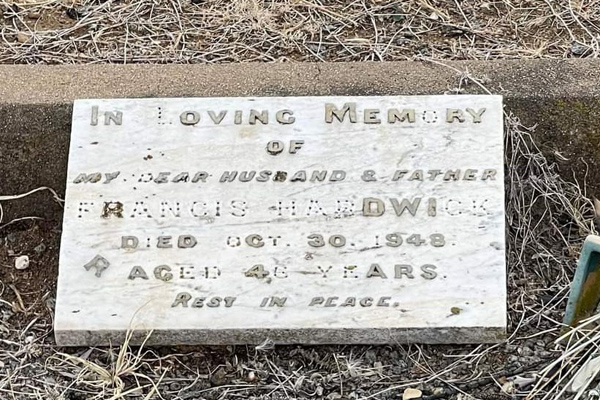 IN LOVING MEMORY
OF
MY DEAR HUSBAND & FATHER
FRANCIS HARDWICK
DIED OCT. 30. 1948.
AGED 46 YEARS.
REST IN PEACE.